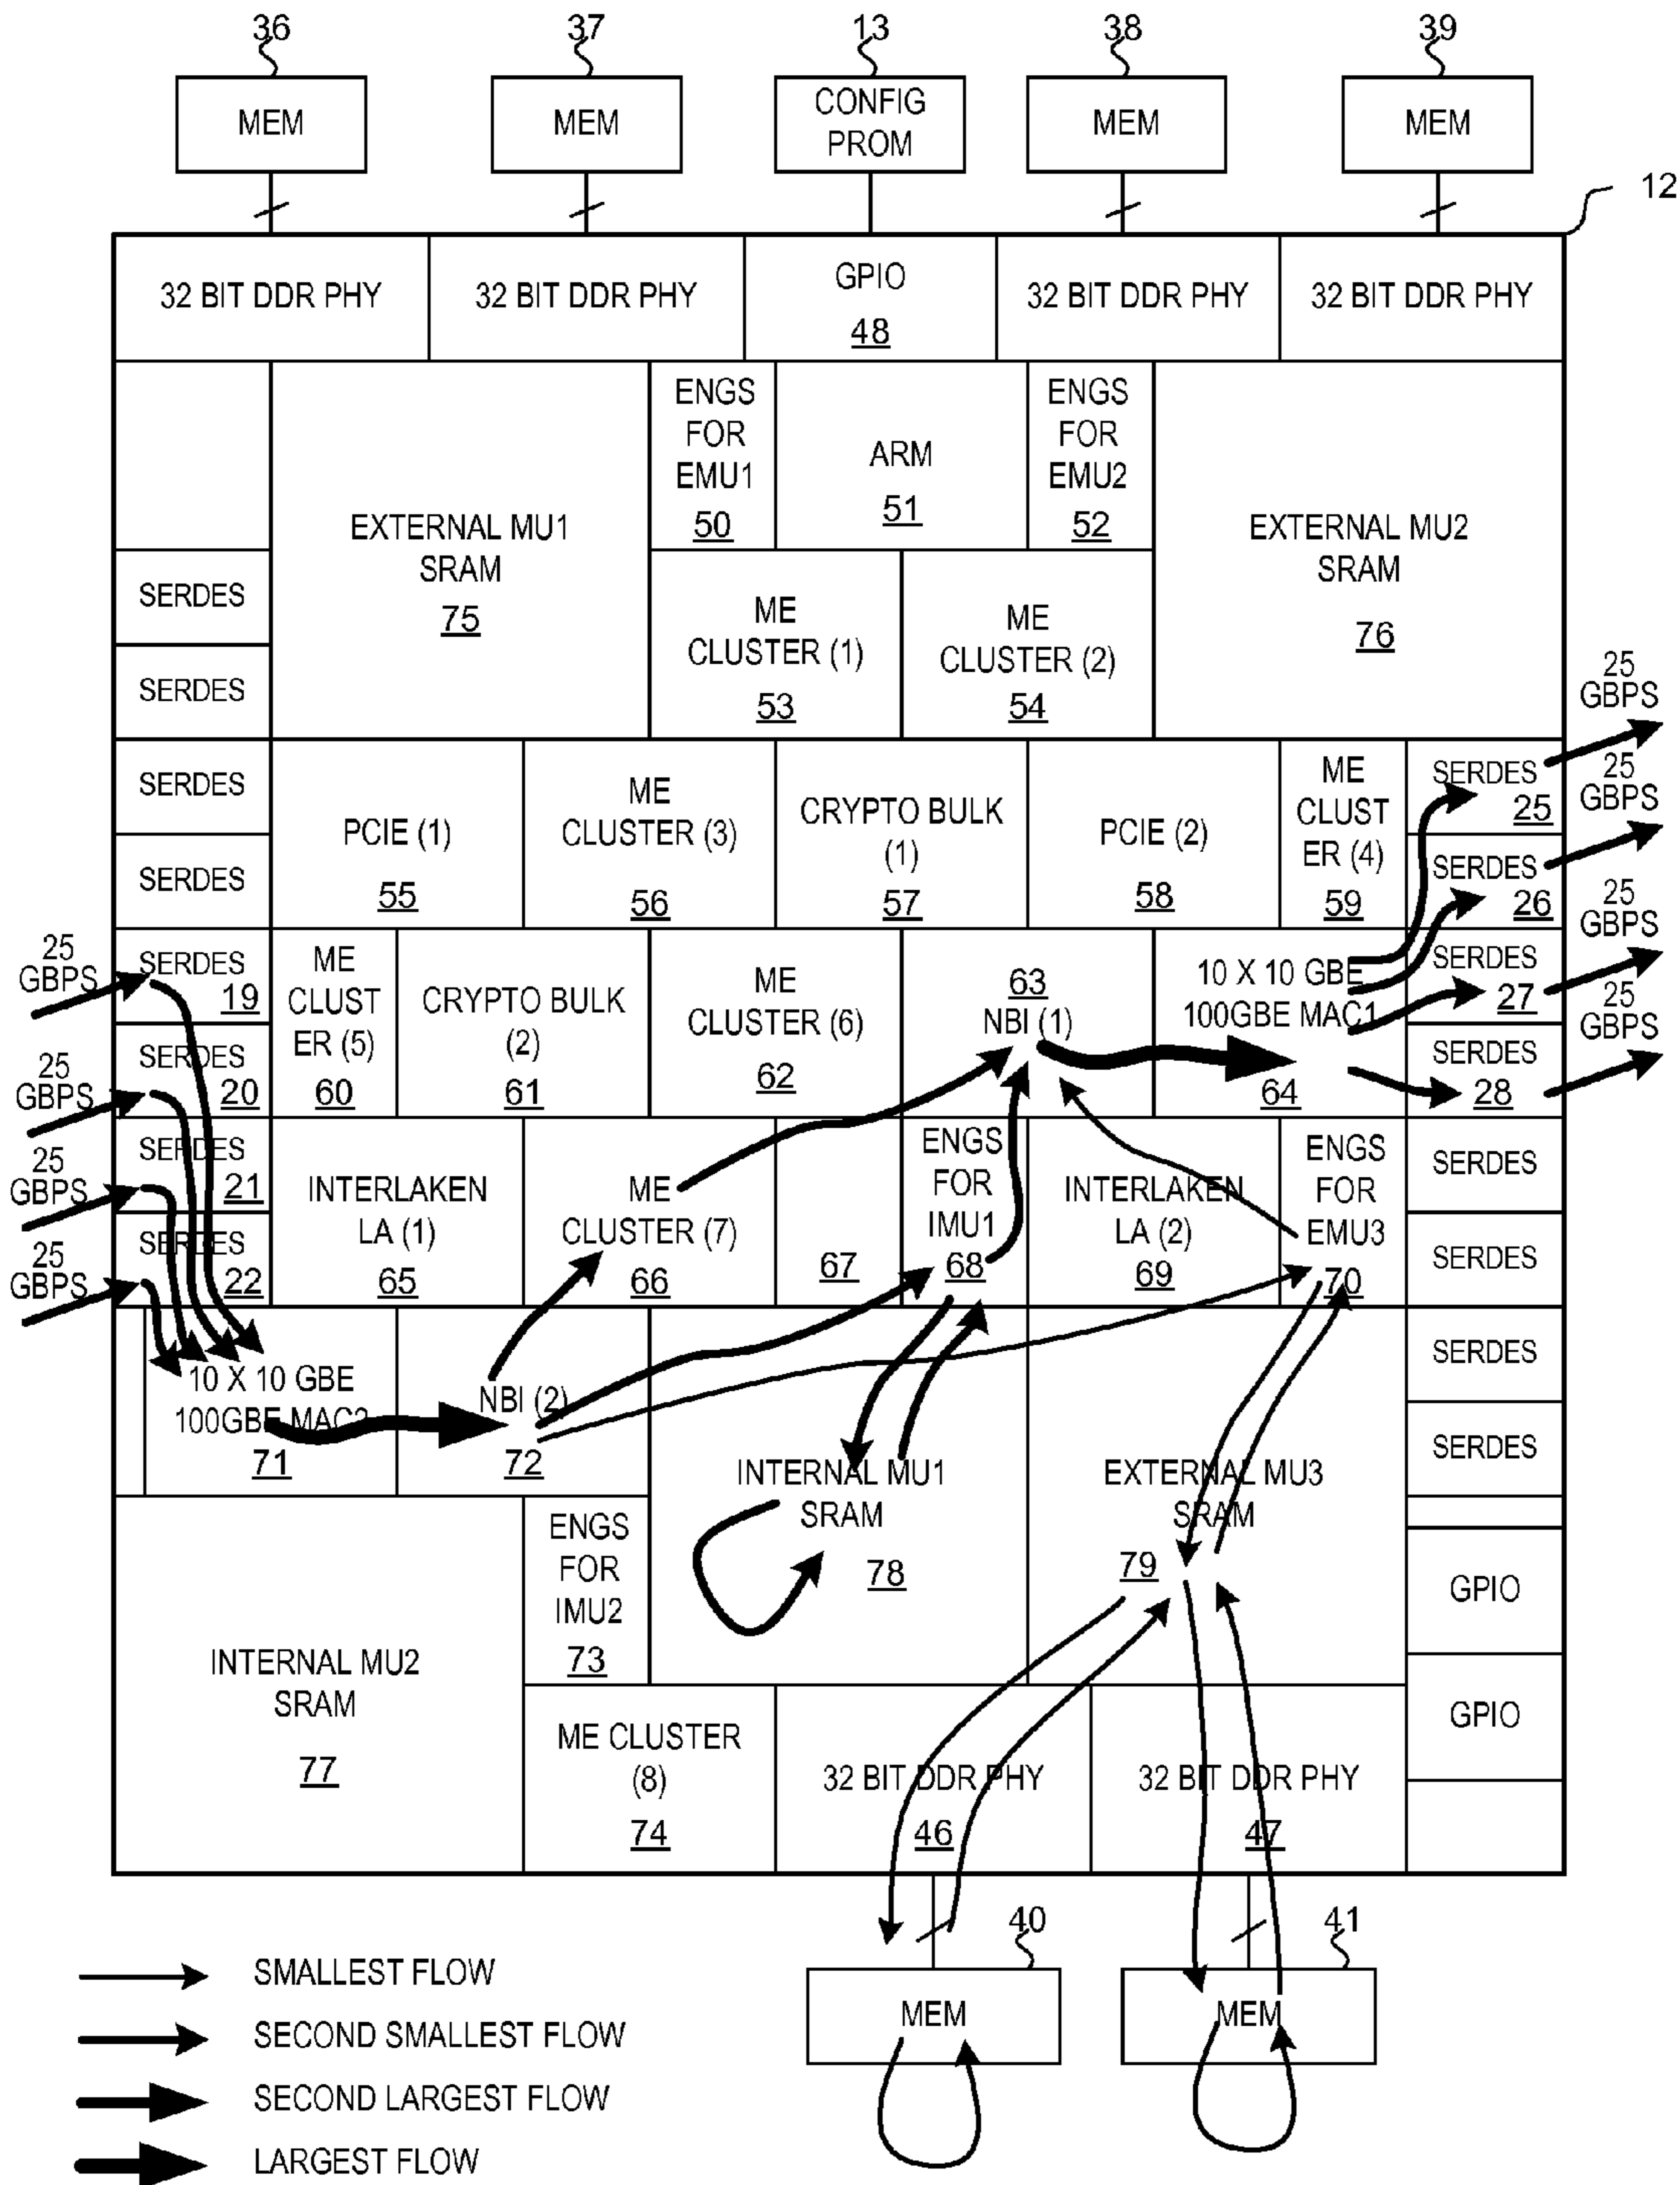 36
37
13
38
39
MEM
MEM
CONFIG
PROM
MEM
MEM
12
32 BIT DDR PHY
32 BIT DDR PHY
GPIO
48
32 BIT DDR PHY
32 BIT DDR PHY
EXTERNAL MU1
SRAM
75
ENGS
FOR
EMU1
50
ARM
51
ENGS
FOR
EMU2
52
EXTERNAL MU2
SRAM
76
SERDES
SERDES
ME
CLUSTER (1)
53
ME
CLUSTER (2)
54
25
GBPS
SERDES
SERDES
PCIE (1)
55
ME
CLUSTER (3)
56
CRYPTO BULK
(1)
57
PCIE (2)
58
ME
CLUST
ER (4)
59
SERDES
25
25
GBPS
SERDES
26
25
GBPS
25
GBPS
SERDES
19
25
GBPS
SERDES
20
ME
CLUST
ER (5)
60
CRYPTO BULK
(2)
61
ME
CLUSTER (6)
62
63
NBI (1)
10 X 10 GBE
100GBE MAC1
64
SERDES
27
25
GBPS
SERDES
28
25
GBPS
SERDES
21
25
GBPS
SERDES
22
INTERLAKEN
LA (1)
65
ME
CLUSTER (7)
66
67
ENGS
FOR
IMU1
68
INTERLAKEN
LA (2)
69
ENGS
FOR
EMU3
70
SERDES
SERDES
10 X 10 GBE
100GBE MAC2
71
NBI (2)
72
INTERNAL MU1
SRAM
78
EXTERNAL MU3
SRAM
79
SERDES
SERDES
INTERNAL MU2
SRAM
77
ENGS
FOR
IMU2
73
GPIO
GPIO
ME CLUSTER
(8)
74
32 BIT DDR PHY
46
32 BIT DDR PHY
47
40
41
MEM
MEM
SMALLEST FLOW
SECOND SMALLEST FLOW
SECOND LARGEST FLOW
LARGEST FLOW